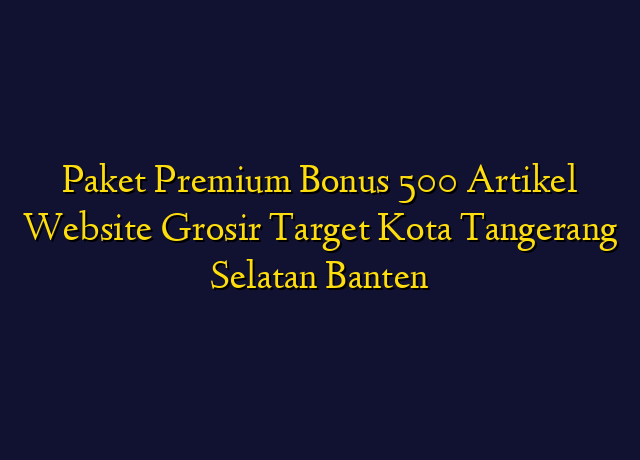 Paket Premium Bonus 500 Artikel
Website Grosir Target Kota Tangerang
Selatan Banten